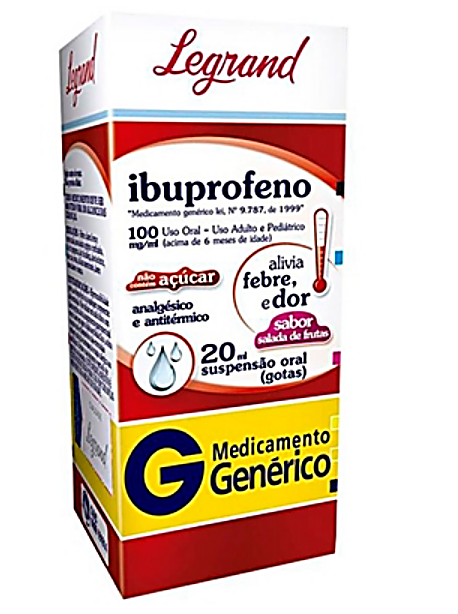 Legrand
ibuprofeno
"Medicamento genérico lei, Nº 9.787, de 1999"
100 mg/ml
Uso Oral - Uso Adulto e Pediátrico
(acima de 6 meses de idade)
não contém açúcar
alivia
febre,
e dor
analgésico
e antitérmico
sabor
salada de frutas
20 ml
suspensão oral
(gotas)
G Medicamento
Genérico
Legrand